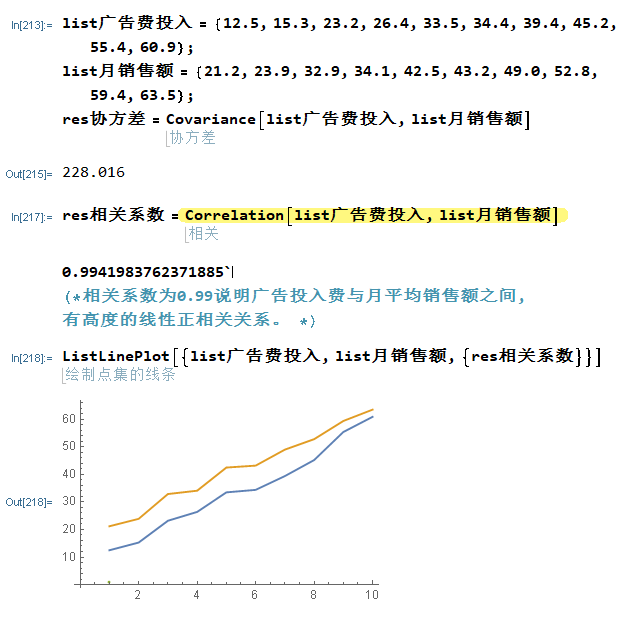 In[213]:= list广告费投入 = {12.5, 15.3, 23.2, 26.4, 33.5, 34.4, 39.4, 45.2,
55.4, 60.9};
list月销售额 = {21.2, 23.9, 32.9, 34.1, 42.5, 43.2, 49.0, 52.8,
59.4, 63.5};
res协方差 = Covariance[list广告费投入, list月销售额]
协方差
Out[215]= 228.016
In[217]:= res相关系数 = Correlation[list广告费投入, list月销售额]
相关
0.9941983762371885`
(*相关系数为0.99说明广告投入费与月平均销售额之间,
有高度的线性正相关关系。 *)
In[218]:= ListLinePlot[{list广告费投入, list月销售额, {res相关系数}}]
绘制点集的线条
60
50
40
30
Out[218]=
20
10
2 4 6 8 10